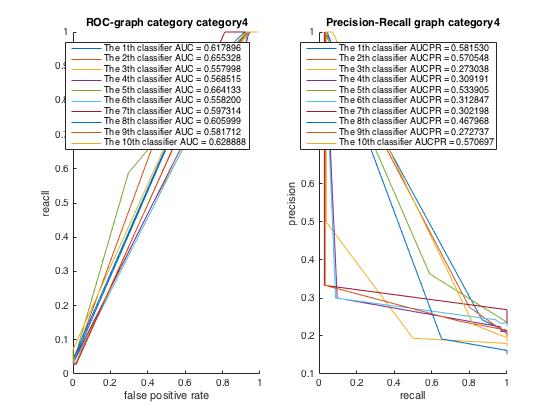 ROC-graph category category4
1
0.9
0.8
0.7
0.6
0.5
0.4
0.3
0.2
0.1
0
The 1th classifier AUC = 0.617896
The 2th classifier AUC = 0.655328
The 3th classifier AUC = 0.557998
The 4th classifier AUC = 0.568515
The 5th classifier AUC = 0.664133
The 6th classifier AUC = 0.558200
The 7th classifier AUC = 0.597314
The 8th classifier AUC = 0.605999
The 9th classifier AUC = 0.581712
The 10th classifier AUC = 0.628888
reacll
0 0.2 0.4 0.6 0.8 1
false positive rate
Precision-Recall graph category4
1
The 1th classifier AUCPR = 0.581530
The 2th classifier AUCPR = 0.570548
The 3th classifier AUCPR = 0.273038
The 4th classifier AUCPR = 0.309191
The 5th classifier AUCPR = 0.533905
The 6th classifier AUCPR = 0.312847
The 7th classifier AUCPR = 0.302198
The 8th classifier AUCPR = 0.467968
The 9th classifier AUCPR = 0.272737
The 10th classifier AUCPR = 0.570697
0.6
0.5
0.4
0.3
0.2
0.1
precision
0 0.2 0.4 0.6 0.8 1
recall